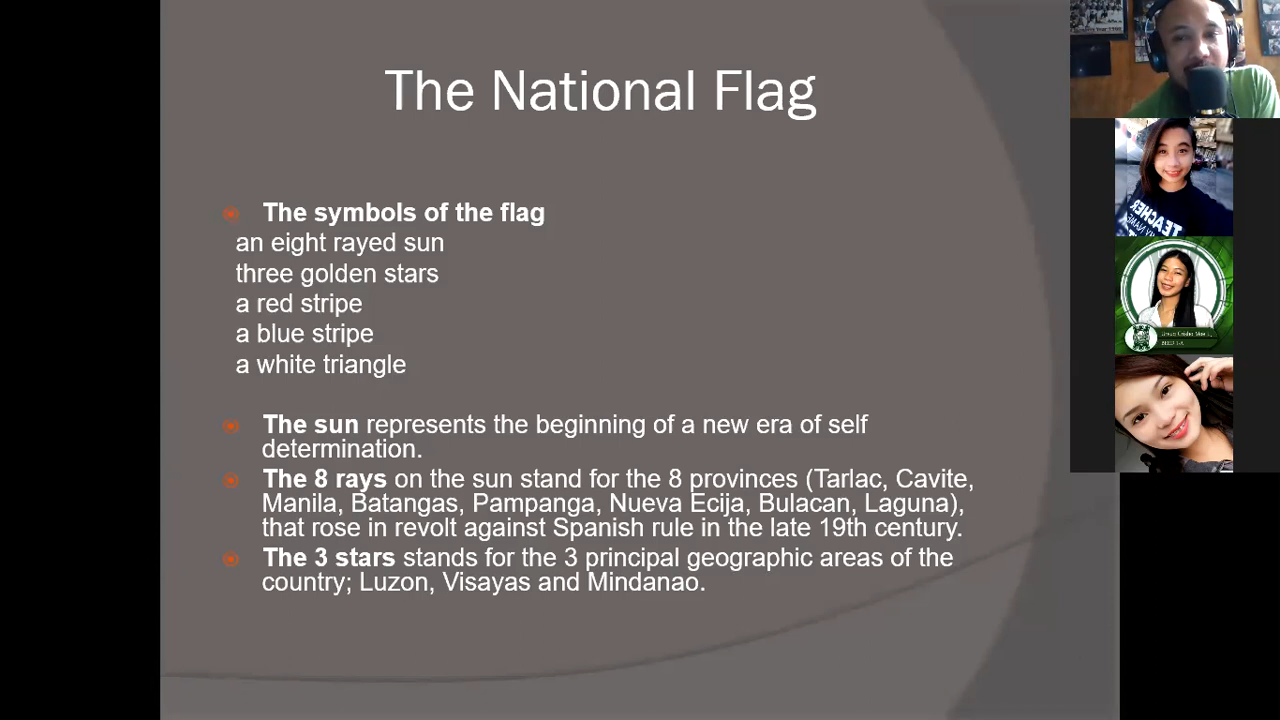 The National Flag
The symbols of the flag
an eight rayed sun
three golden stars
a red stripe
a blue stripe
a white triangle
The sun represents the beginning of a new era of self
determination.
The 8 rays on the sun stand for the 8 provinces (Tarlac, Cavite,
Manila, Batangas, Pampanga, Nueva Ecija, Bulacan, Laguna),
that rose in revolt against Spanish rule in the late 19th century.
The 3 stars stands for the 3 principal geographic areas of the
country; Luzon, Visayas and Mindanao.
TEACHER
MY NAME